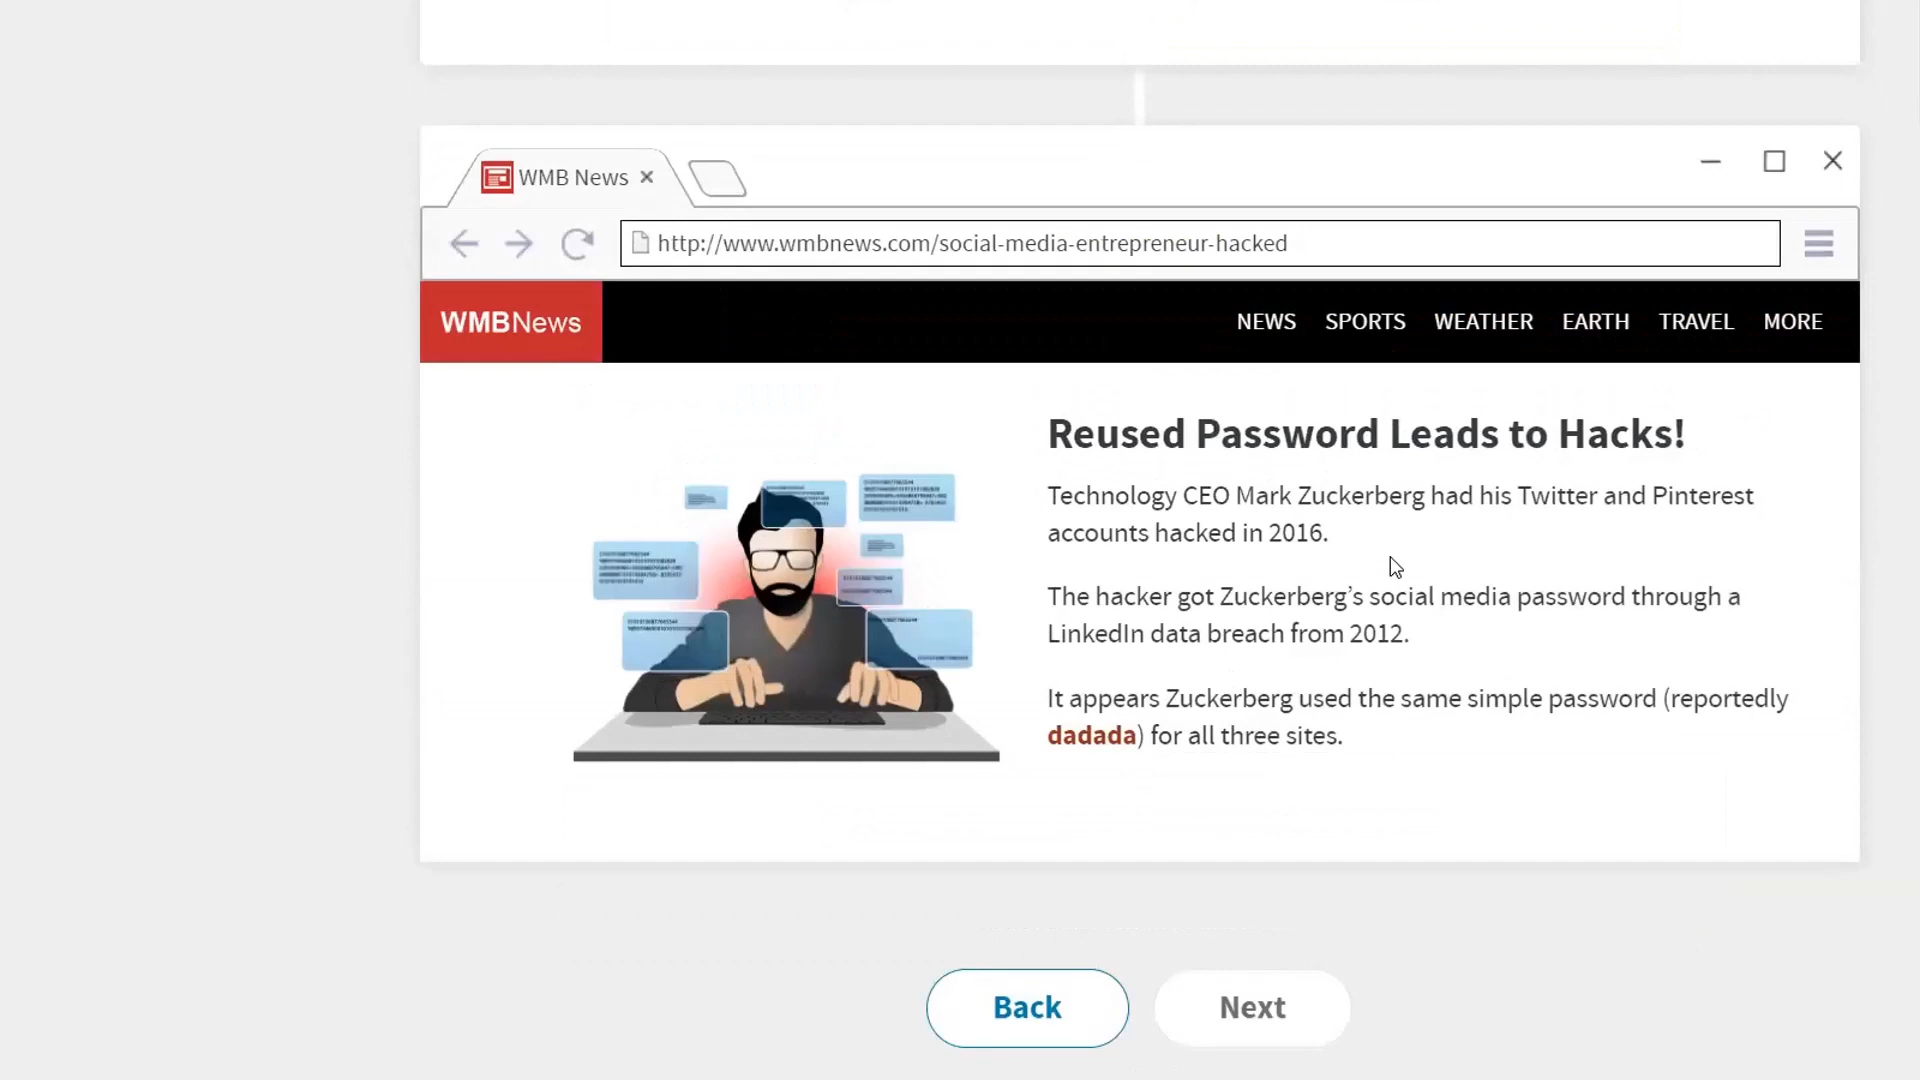 WMB News
http://www.wmbnews.com/social-media-entrepreneur-hacked
WMBNews
NEWS SPORTS WEATHER EARTH TRAVEL MORE
Reused Password Leads to Hacks!
Technology CEO Mark Zuckerberg had his Twitter and Pinterest
accounts hacked in 2016.
The hacker got Zuckerberg’s social media password through a
LinkedIn data breach from 2012.
It appears Zuckerberg used the same simple password (reportedly
dadada) for all three sites.
Back Next